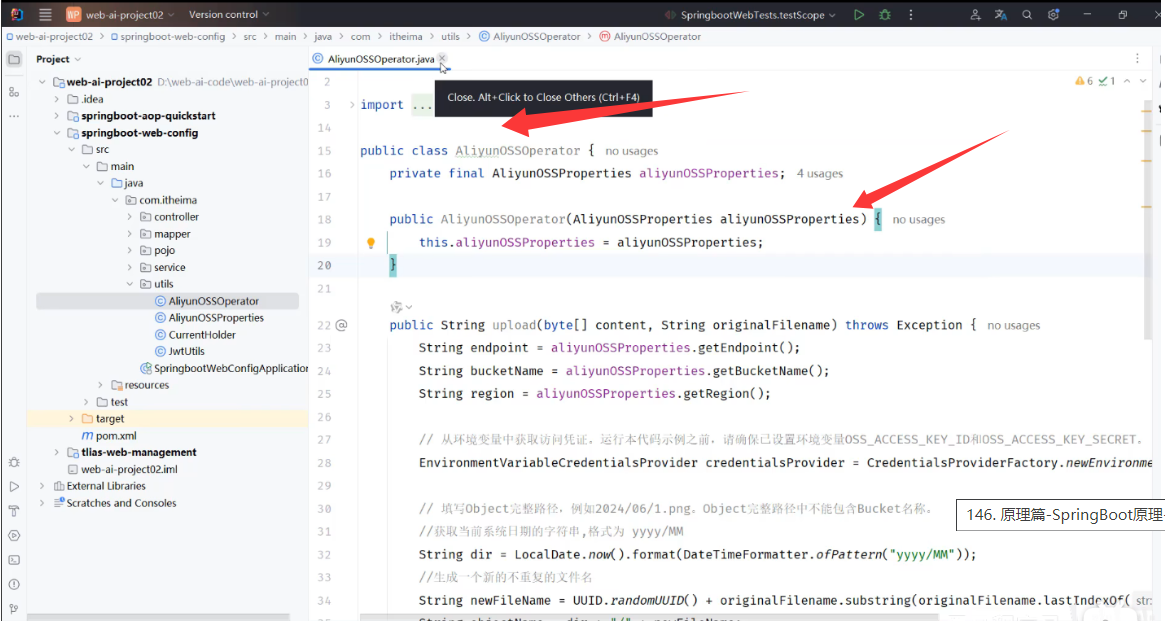 WP web-ai-project02 Version control SpringbootWebTests.testScope
web-ai-project02 springboot-web-config src main java com itheima utils AliyunOSSOperator AliyunOSSOperator
Project
web-ai-project02 D:\web-ai-code\web-ai-project0
.idea
springboot-aop-quickstart
springboot-web-config
src
main
java
com.itheima
controller
mapper
pojo
service
utils
AliyunOSSOperator
AliyunOSSProperties
CurrentHolder
JwtUtils
SpringbootWebConfigApplication
resources
test
target
pom.xml
tlias-web-management
web-ai-project02.iml
External Libraries
Scratches and Consoles
AliyunOSSOperator.java
Close. Alt+Click to Close Others (Ctrl+F4)
6 1
2
3 import ...
14
15 public class AliyunOSSOperator { no usages
16 private final AliyunOSSProperties aliyunOSSProperties; 4 usages
17
18 public AliyunOSSOperator(AliyunOSSProperties aliyunOSSProperties) { no usages
19 this.aliyunOSSProperties = aliyunOSSProperties;
20 }
21
22 @ public String upload(byte[] content, String originalFilename) throws Exception { no usages
23 String endpoint = aliyunOSSProperties.getEndpoint();
24 String bucketName = aliyunOSSProperties.getBucketName();
25 String region = aliyunOSSProperties.getRegion();
26
27 // 从环境变量中获取访问凭证。运行本代码示例之前，请确保已设置环境变量OSS_ACCESS_KEY_ID和OSS_ACCESS_KEY_SECRET。
28 EnvironmentVariableCredentialsProvider credentialsProvider = CredentialsProviderFactory.newEnvironme
29
30 // 填写Object完整路径，例如2024/06/1.png。Object完整路径中不能包含Bucket名称。
31 //获取当前系统日期的字符串,格式为 yyyy/MM
32 String dir = LocalDate.now().format(DateTimeFormatter.ofPattern("yyyy/MM"));
33 //生成一个新的不重复的文件名
34 String newFileName = UUID.randomUUID() + originalFilename.substring(originalFilename.lastIndexOf( str:
146. 原理篇-SpringBoot原理-